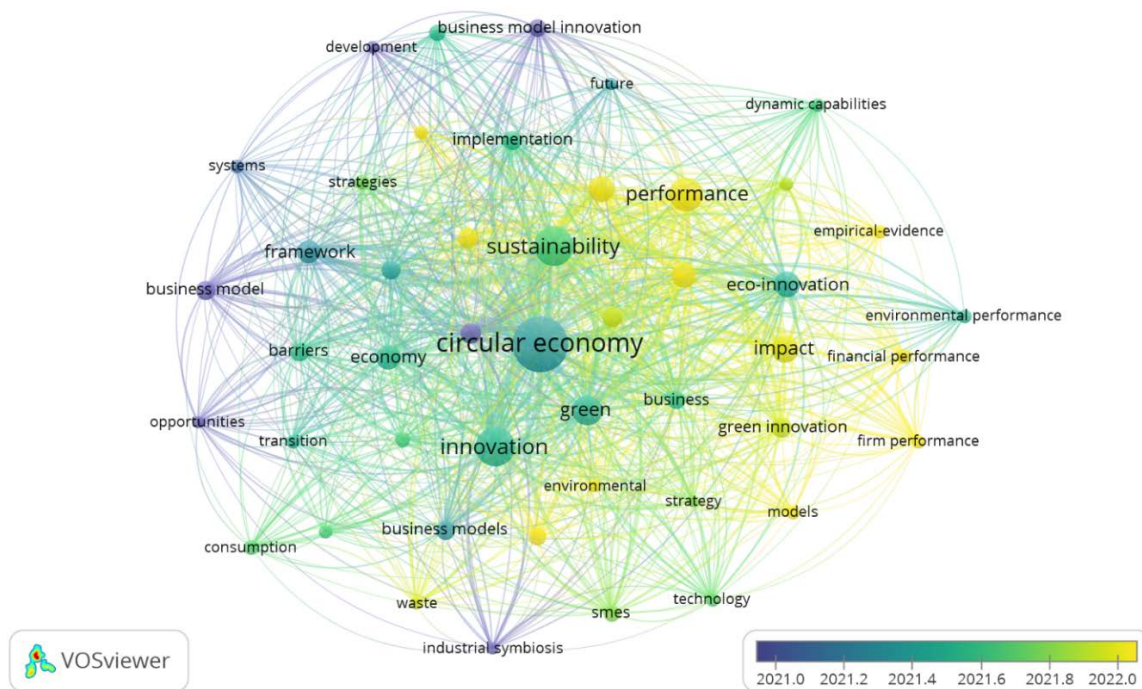 business model innovation
development
future
dynamic capabilities
implementation
systems
strategies
performance
empirical-evidence
sustainability
framework
eco-innovation
business model
environmental performance
circular economy
barriers
economy
impact
financial performance
business
green
opportunities
transition
innovation
green innovation
firm performance
environmental
strategy
models
business models
consumption
waste
smes
technology
industrial symbiosis
VOSviewer
2021.0 2021.2 2021.4 2021.6 2021.8 2022.0